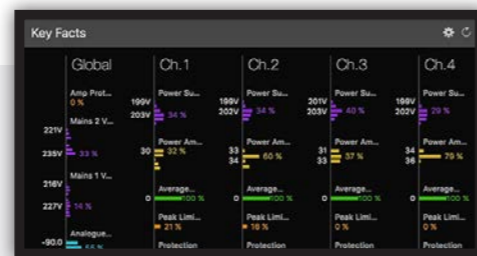 Key Facts
Global
Amp Prot...
0 %
Mains 2 V...
221V
235V
33 %
Mains 1 V...
216V
227V
14 %
Analogue...
-90.0
Ch.1
Power Su...
199V
203V
34 %
Power Am...
30
32 %
Average...
0
100 %
Peak Limi...
21 %
Protection
Ch.2
Power Su...
199V
202V
34 %
Power Am...
33
34
60 %
Average...
0
100 %
Peak Limi...
16 %
Protection
Ch.3
Power Su...
201V
203V
40 %
Power Am...
31
33
37 %
Average...
0
100 %
Peak Limi...
0 %
Protection
Ch.4
Power Su...
202V
29 %
Power Am...
34
36
75 %
Average...
0
100 %
Peak Limi...
0 %
Protection